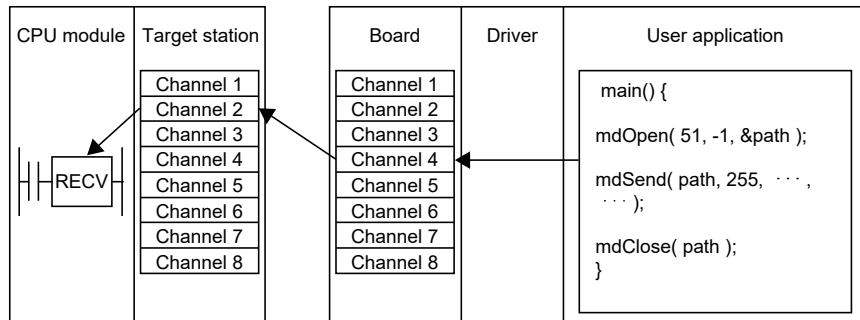 CPU module
Target station
Board
Driver
User application
Channel 1
Channel 2
Channel 3
Channel 4
Channel 5
Channel 6
Channel 7
Channel 8
RECV
Channel 1
Channel 2
Channel 3
Channel 4
Channel 5
Channel 6
Channel 7
Channel 8
main() {
mdOpen( 51, -1, &path );
mdSend( path, 255, ··· ,
··· );
mdClose( path );
}